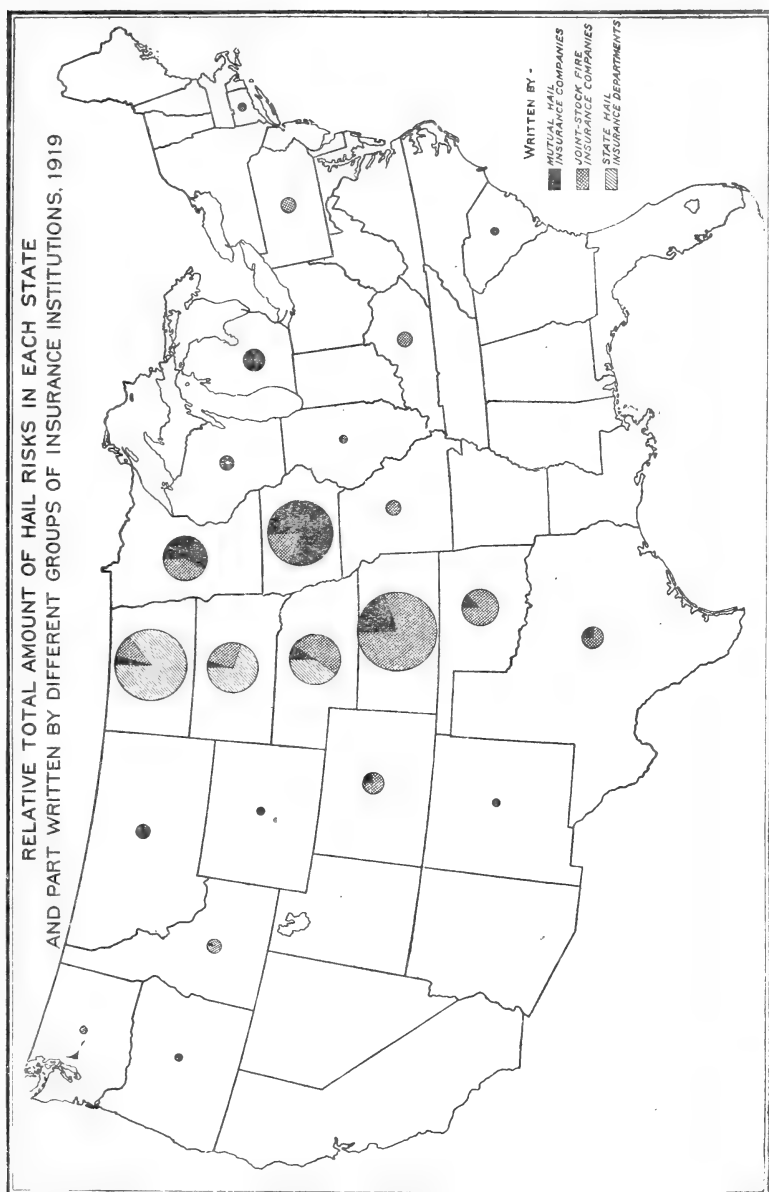 RELATIVE TOTAL AMOUNT OF HAIL RISKS IN EACH STATE
AND PART WRITTEN BY DIFFERENT GROUPS OF INSURANCE INSTITUTIONS, 1919
WRITTEN BY -
MUTUAL HAIL
INSURANCE COMPANIES
JOINT-STOCK FIRE
INSURANCE COMPANIES
STATE HAIL
INSURANCE DEPARTMENTS